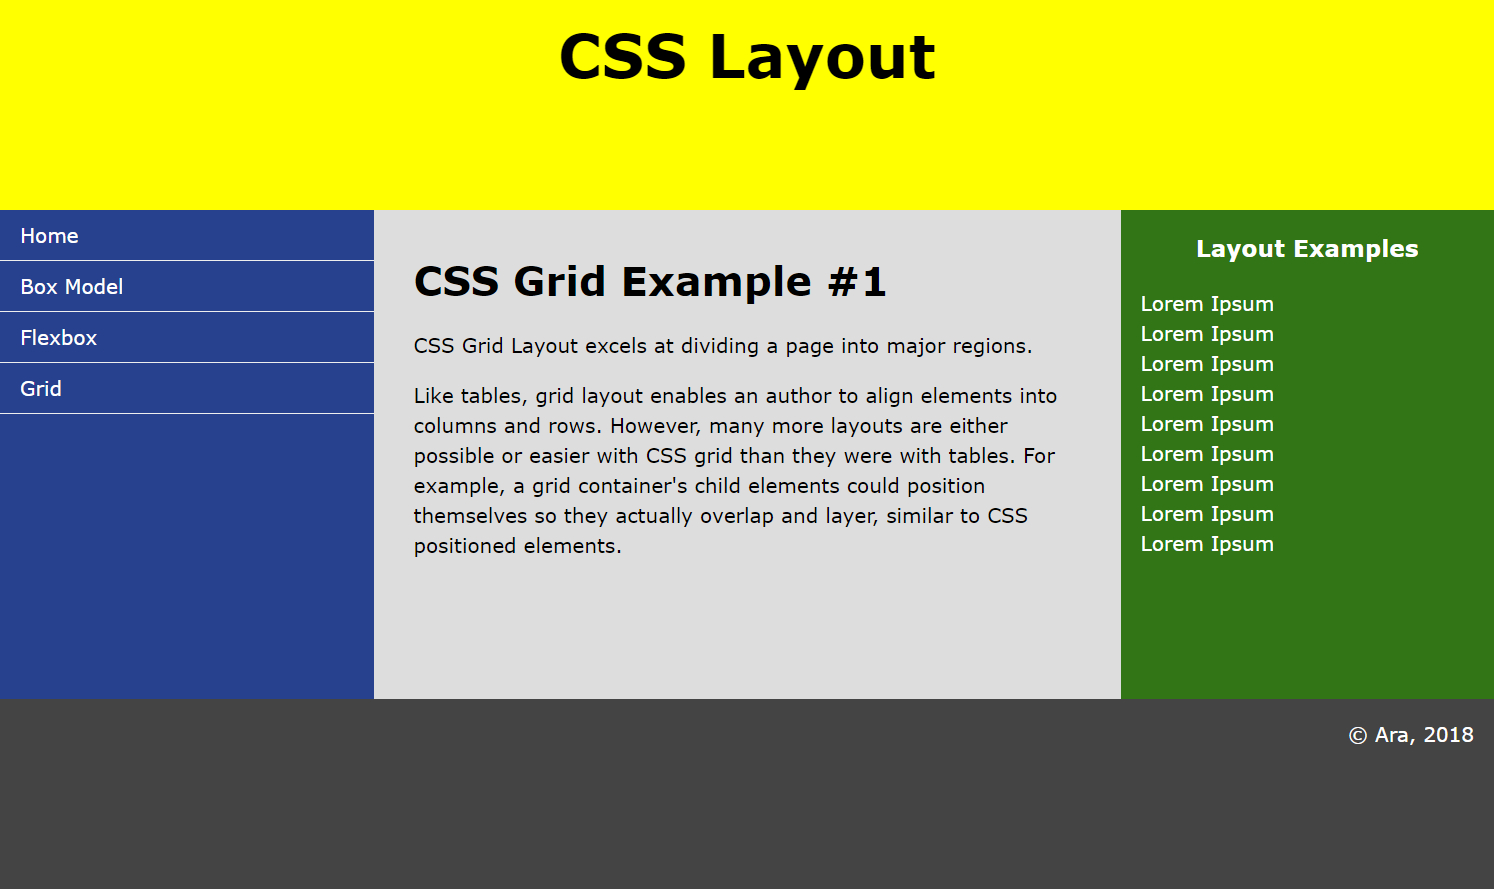 CSS Layout
Home
Box Model
Flexbox
Grid
CSS Grid Example #1
CSS Grid Layout excels at dividing a page into major regions.
Like tables, grid layout enables an author to align elements into
columns and rows. However, many more layouts are either
possible or easier with CSS grid than they were with tables. For
example, a grid container's child elements could position
themselves so they actually overlap and layer, similar to CSS
positioned elements.
Layout Examples
Lorem Ipsum
Lorem Ipsum
Lorem Ipsum
Lorem Ipsum
Lorem Ipsum
Lorem Ipsum
Lorem Ipsum
Lorem Ipsum
Lorem Ipsum
© Ara, 2018